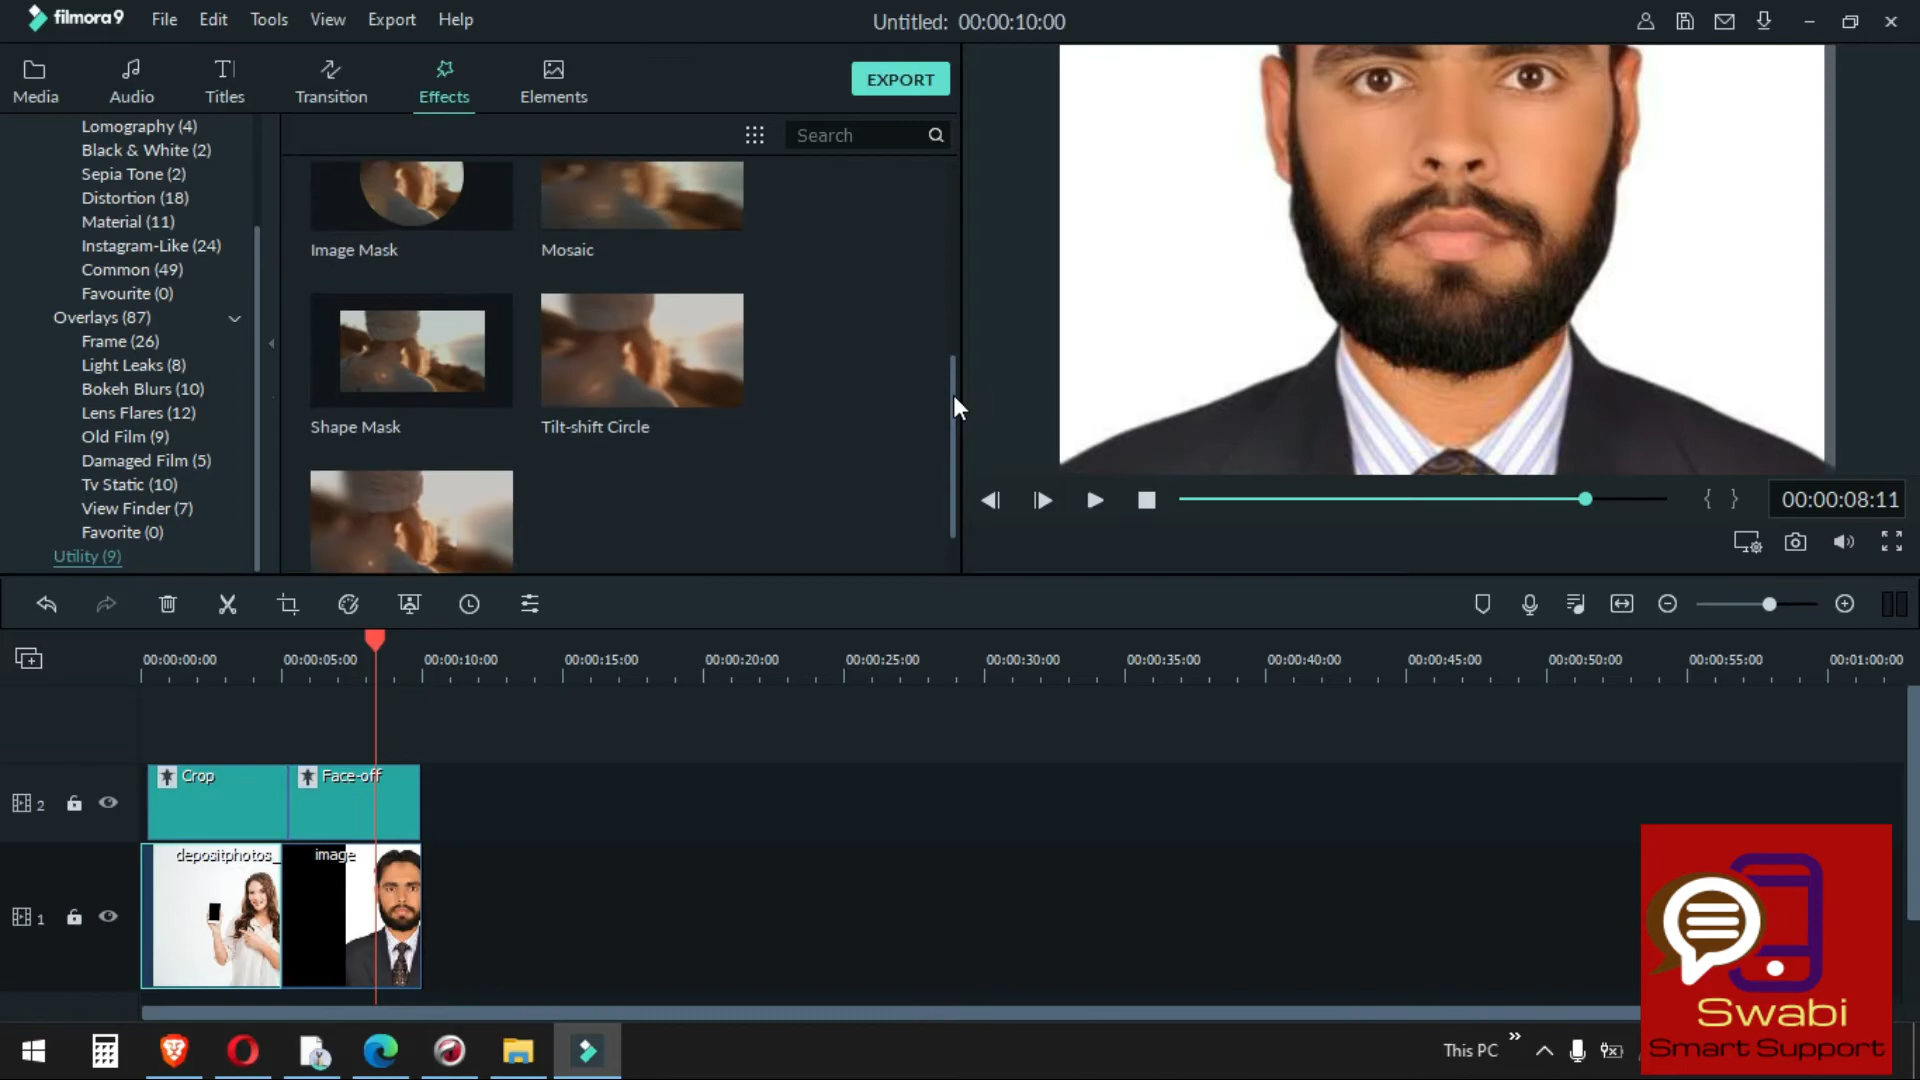 filmora9
File
Edit
Tools
View
Export
Help
Untitled: 00:00:10:00
Media
Audio
Titles
Transition
Effects
Elements
EXPORT
Lomography (4)
Black & White (2)
Sepia Tone (2)
Distortion (18)
Material (11)
Instagram-Like (24)
Common (49)
Favourite (0)
Overlays (87)
Frame (26)
Light Leaks (8)
Bokeh Blurs (10)
Lens Flares (12)
Old Film (9)
Damaged Film (5)
Tv Static (10)
View Finder (7)
Favorite (0)
Utility (9)
Search
Image Mask
Mosaic
Shape Mask
Tilt-shift Circle
{ }
00:00:08:11
00:00:00:00
00:00:05:00
00:00:10:00
00:00:15:00
00:00:20:00
00:00:25:00
00:00:30:00
00:00:35:00
00:00:40:00
00:00:45:00
00:00:50:00
00:00:55:00
00:01:00:00
2
Crop
Face-off
1
depositphotos_
image
This PC
Swabi
Smart Support